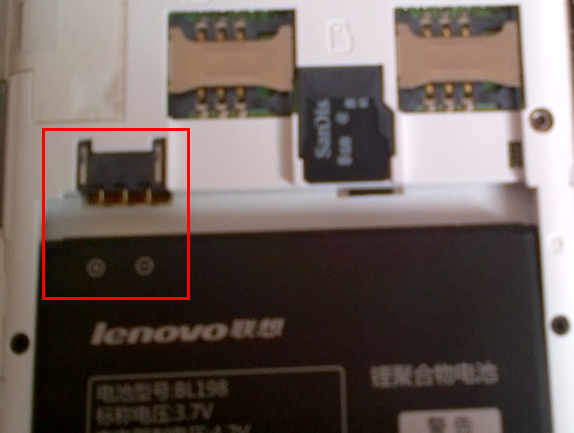 SanDis
8GB
lenovo联想
电池型号:BL198
标称电压:3.7V
锂聚合物电池
警告